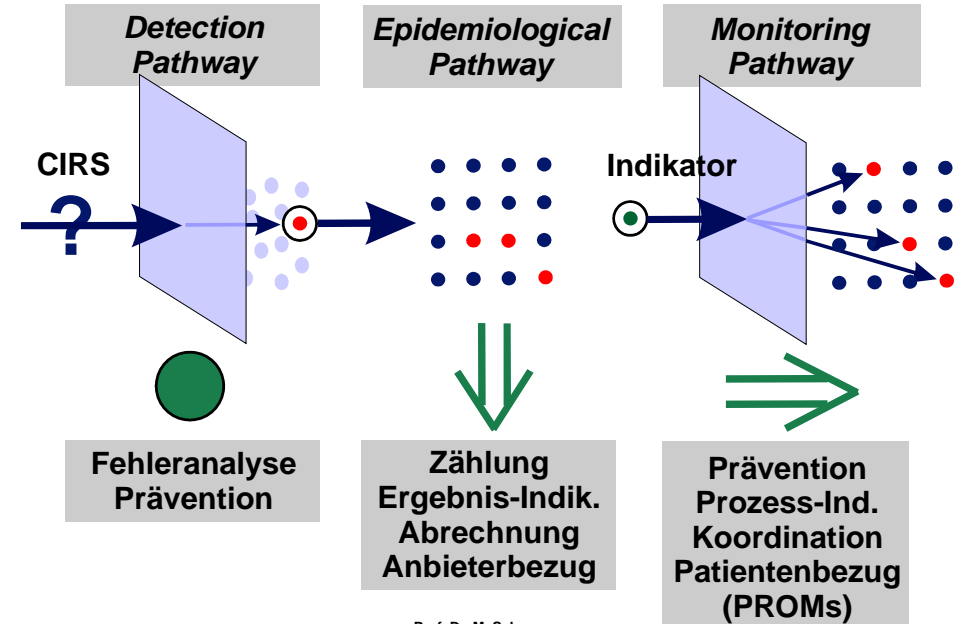 Detection
Pathway
Epidemiological
Pathway
Monitoring
Pathway
CIRS
?
Indikator
Fehleranalyse
Prävention
Zählung
Ergebnis-Indik.
Abrechnung
Anbieterbezug
Prävention
Prozess-Ind.
Koordination
Patientenbezug
(PROMs)